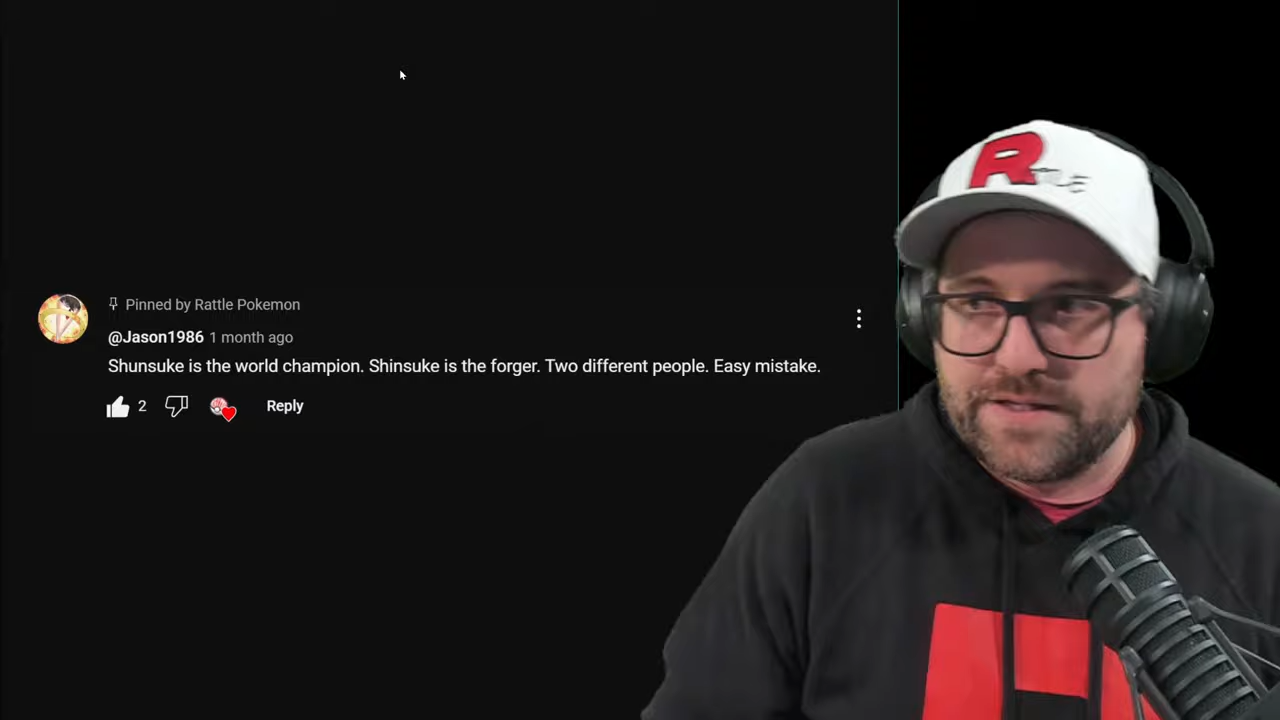 Pinned by Rattle Pokemon
@Jason1986 1 month ago
Shunsuke is the world champion. Shinsuke is the forger. Two different people. Easy mistake.
2
Reply
R